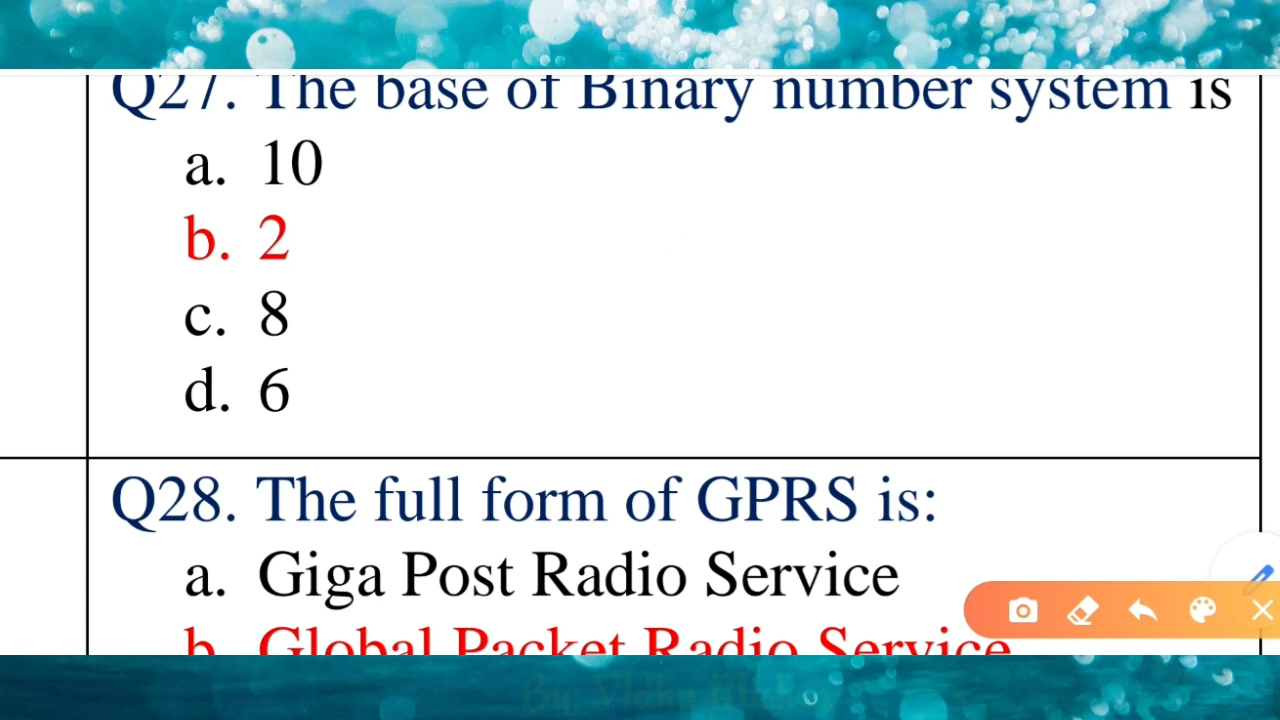 Q27. The base of Binary number system is
a. 10
b. 2
c. 8
d. 6
Q28. The full form of GPRS is:
a. Giga Post Radio Service
b. Global Packet Radio Service